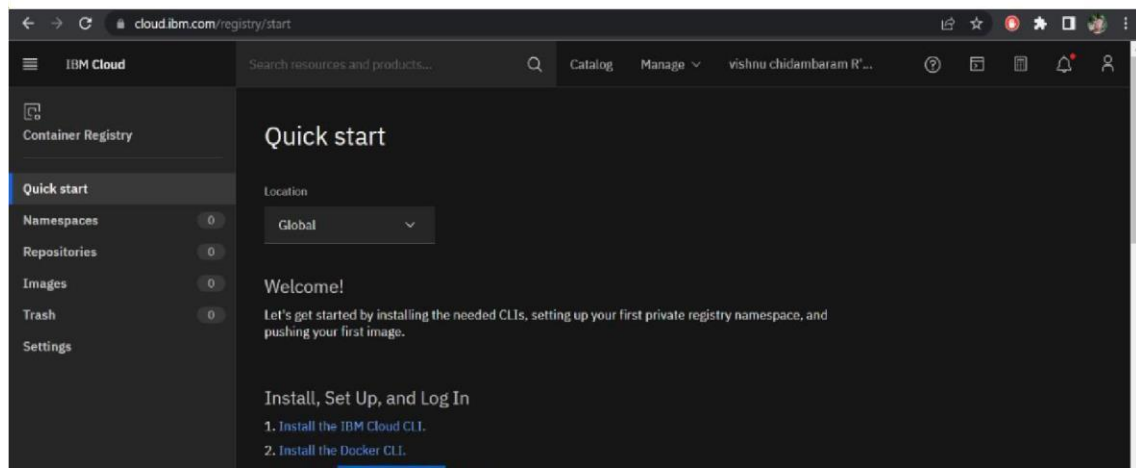 cloud.ibm.com/registry/start
IBM Cloud
Search resources and products...
Catalog
Manage
vishnu chidambaram R'...
Container Registry
Quick start
Namespaces 0
Repositories 0
Images 0
Trash 0
Settings
Quick start
Location
Global
Welcome!
Let's get started by installing the needed CLIs, setting up your first private registry namespace, and
pushing your first image.
Install, Set Up, and Log In
1. Install the IBM Cloud CLI.
2. Install the Docker CLI.